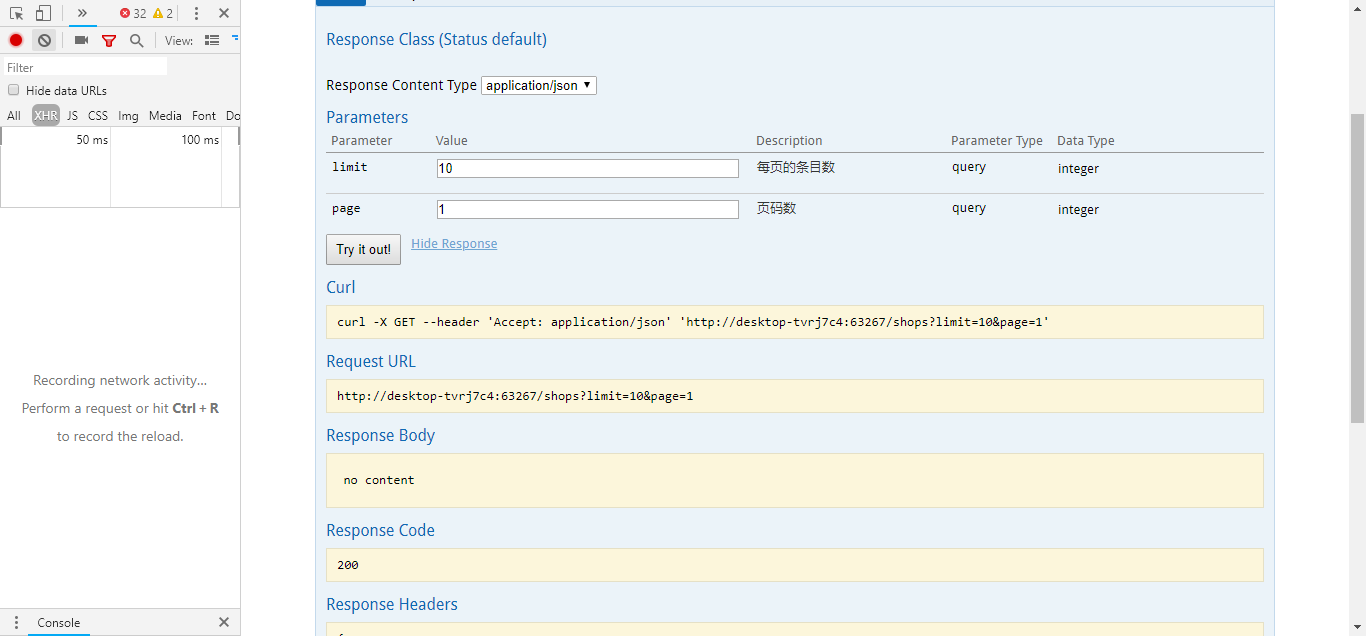 32 2
View:
Filter
Hide data URLs
All XHR JS CSS Img Media Font Do
50 ms 100 ms
Recording network activity...
Perform a request or hit Ctrl + R
to record the reload.
Console
Response Class (Status default)
Response Content Type application/json
Parameters
Parameter Value Description Parameter Type Data Type
limit 10 每页的条目数 query integer
page 1 页码数 query integer
Try it out! Hide Response
Curl
curl -X GET --header 'Accept: application/json' 'http://desktop-tvrj7c4:63267/shops?limit=10&page=1'
Request URL
http://desktop-tvrj7c4:63267/shops?limit=10&page=1
Response Body
no content
Response Code
200
Response Headers